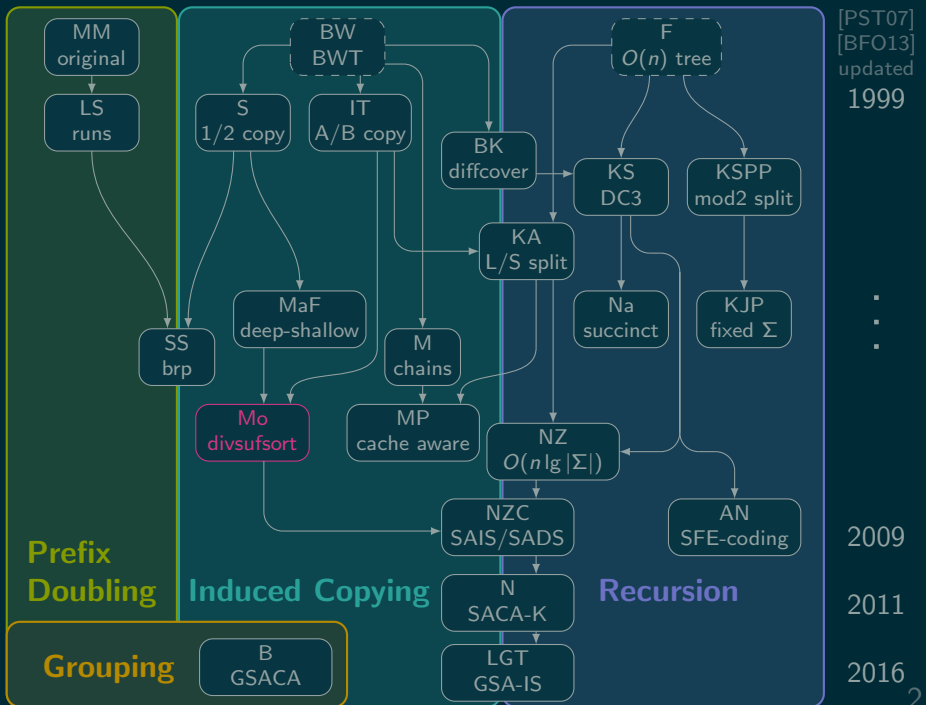 MM
original
BW
BWT
F
O(n) tree
[PST07]
[BFO13]
updated
1999
LS
runs
S
1/2 copy
IT
A/B copy
BK
diffcover
KS
DC3
KSPP
mod2 split
KA
L/S split
MaF
deep-shallow
Na
succinct
KJP
fixed Σ
SS
brp
M
chains
Mo
divsufsort
MP
cache aware
NZ
O(n lg |Σ|)
NZC
SAIS/SADS
AN
SFE-coding
2009
Prefix
Doubling
Induced Copying
Recursion
N
SACA-K
2011
Grouping
B
GSACA
LGT
GSA-IS
2016
2